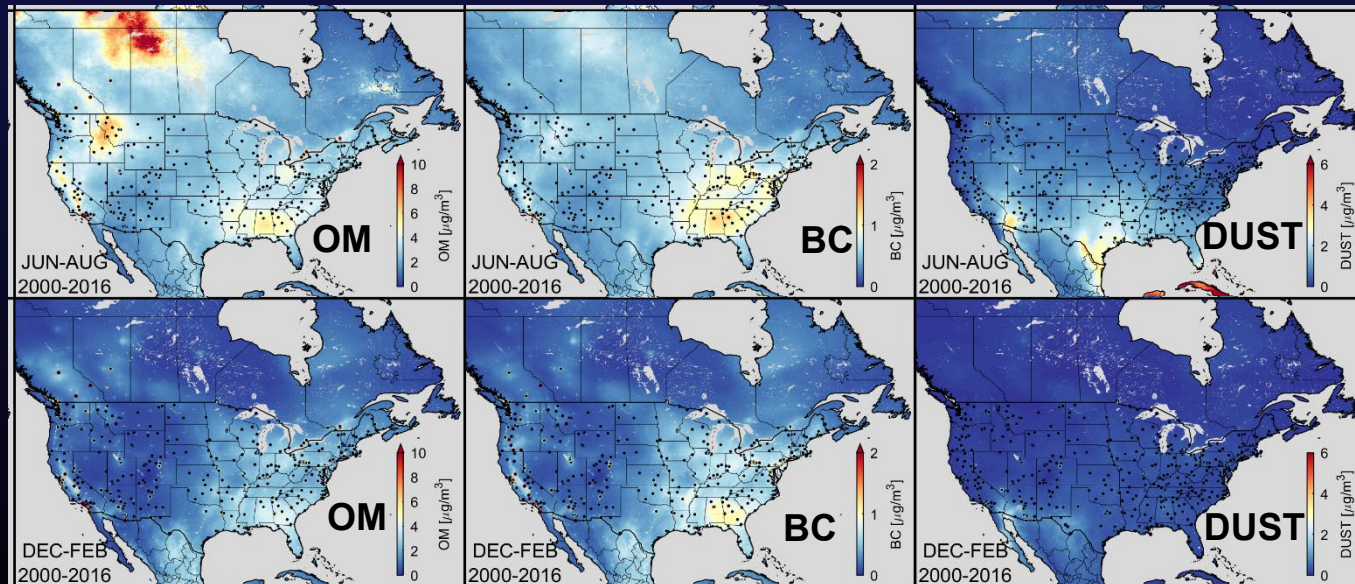 10
8
6
4
2
0
OM [µg/m³]
OM
JUN-AUG
2000-2016
2
1
0
BC [µg/m³]
BC
JUN-AUG
2000-2016
6
4
2
0
DUST [µg/m³]
DUST
JUN-AUG
2000-2016
10
8
6
4
2
0
OM [µg/m³]
OM
DEC-FEB
2000-2016
2
1
0
BC [µg/m³]
BC
DEC-FEB
2000-2016
6
4
2
0
DUST [µg/m³]
DUST
DEC-FEB
2000-2016